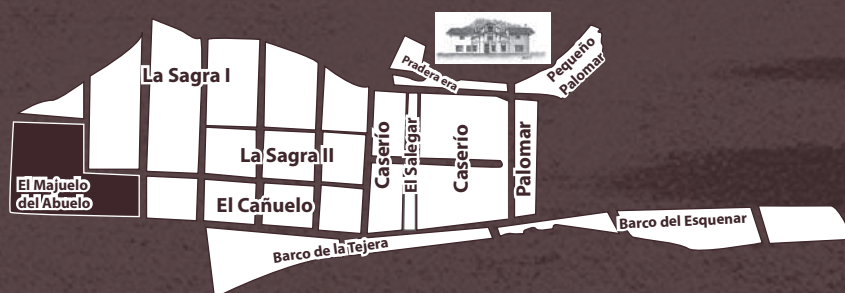 La Sagra I
Pradera era
Pequeño
Palomar
La Sagra II
Caserío
El Salegar
Caserío
Palomar
El Majuelo
del Abuelo
El Cañuelo
Barco de la Tejera
Barco del Esquenar